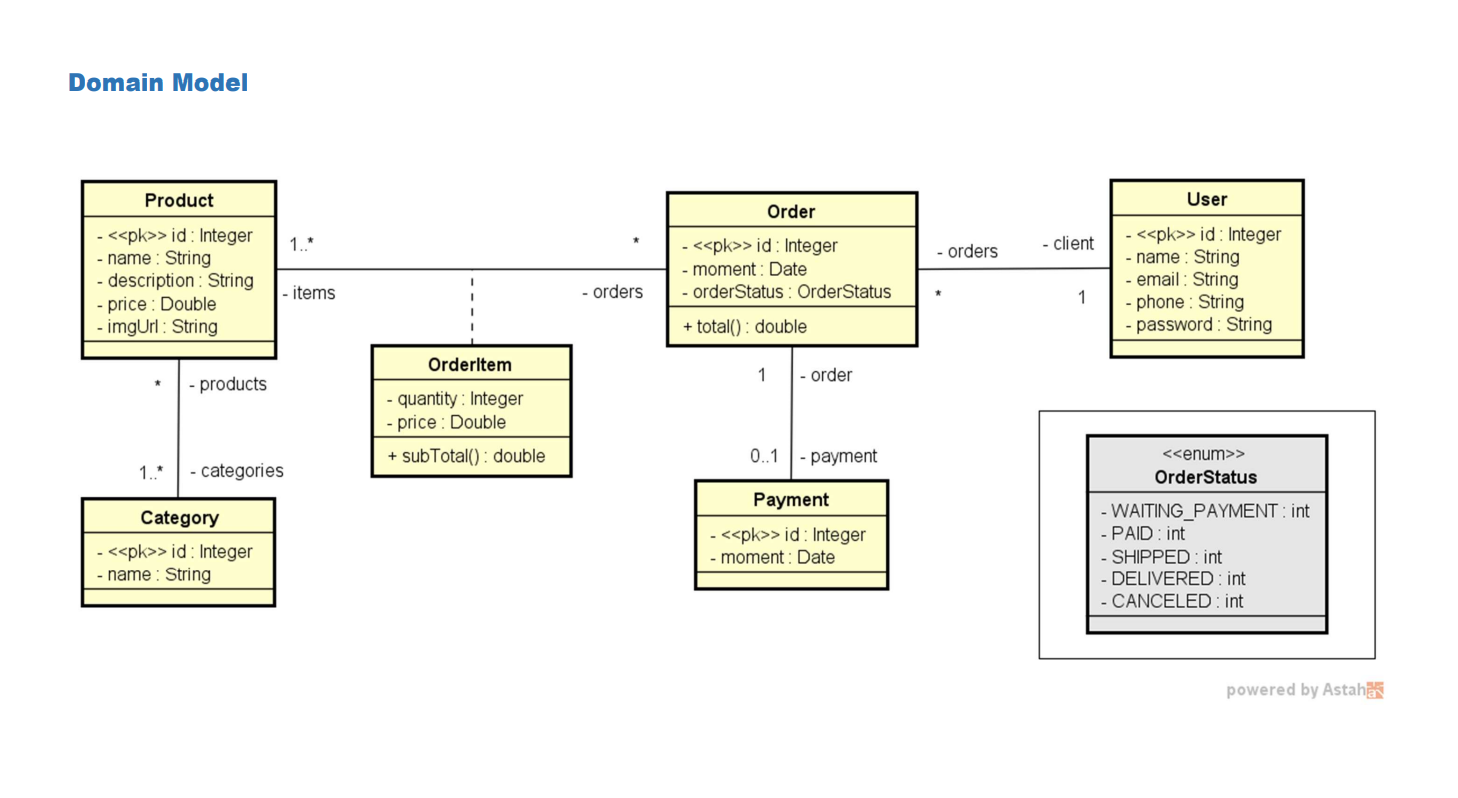 Domain Model
Product
- <<pk>> id : Integer
- name : String
- description : String
- price : Double
- imgUrl : String
1..*
- items
*
- orders
Order
- <<pk>> id : Integer
- moment : Date
- orderStatus : OrderStatus
+ total() : double
- orders
*
- client
1
User
- <<pk>> id : Integer
- name : String
- email : String
- phone : String
- password : String
OrderItem
- quantity : Integer
- price : Double
+ subTotal() : double
* - products
1..* - categories
Category
- <<pk>> id : Integer
- name : String
1 - order
0..1 - payment
Payment
- <<pk>> id : Integer
- moment : Date
<<enum>>
OrderStatus
- WAITING_PAYMENT : int
- PAID : int
- SHIPPED : int
- DELIVERED : int
- CANCELED : int
powered by Astah